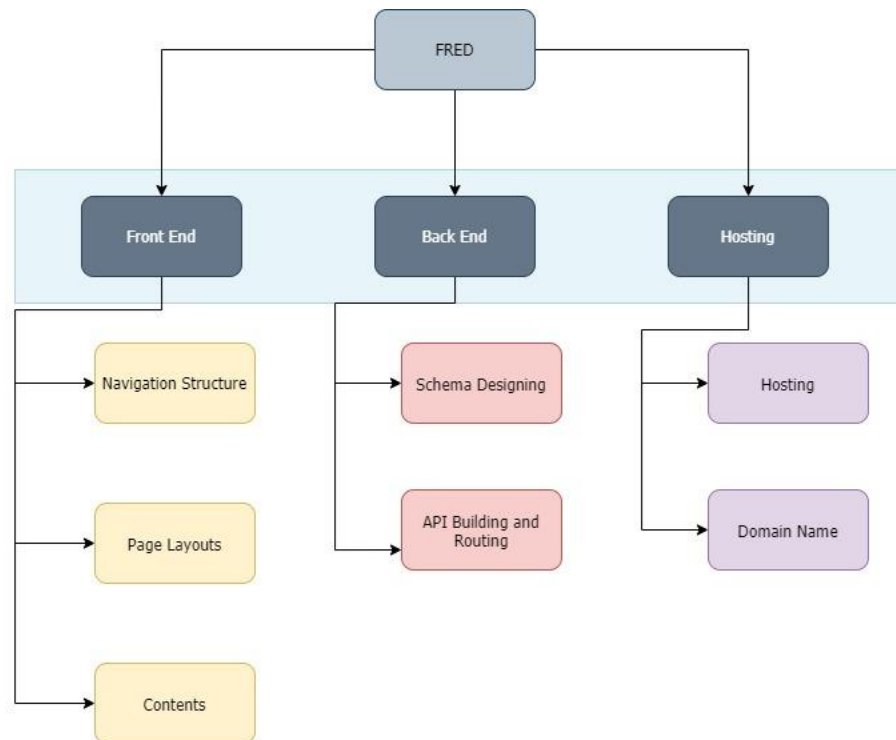 FRED
Front End
Back End
Hosting
Navigation Structure
Schema Designing
Hosting
Page Layouts
API Building and
Routing
Domain Name
Contents